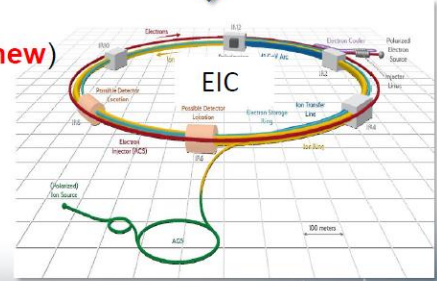 new)
IR12
Electrons
Electron Cooler
Polarized
Electron
Source
IR10
Arc
IR2
Injector
Linac
EIC
Possible Detector
Location
Possible Detector
Location
Electron Storage
Ring
Ion Transfer
Line
IR8
IR4
Electron
Injector (RCS)
IR6
Ion Ring
(Polarized)
Ion Source
AGS
100 meters